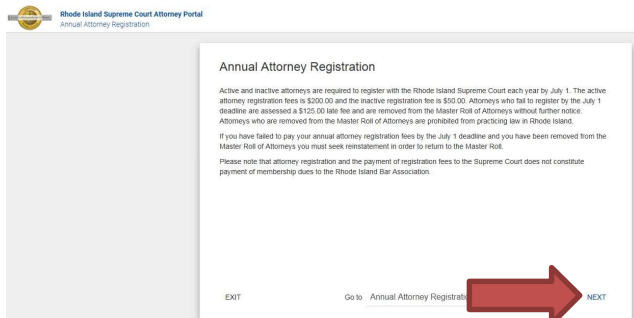 Rhode Island Supreme Court Attorney Portal
Annual Attorney Registration
Annual Attorney Registration
Active and inactive attorneys are required to register with the Rhode Island Supreme Court each year by July 1. The active
attorney registration fees is $200.00 and the inactive registration fee is $50.00. Attorneys who fail to register by the July 1
deadline are assessed a $125.00 late fee and are removed from the Master Roll of Attorneys without further notice.
Attorneys who are removed from the Master Roll of Attorneys are prohibited from practicing law in Rhode Island.
If you have failed to pay your annual attorney registration fees by the July 1 deadline and you have been removed from the
Master Roll of Attorneys you must seek reinstatement in order to return to the Master Roll.
Please note that attorney registration and the payment of registration fees to the Supreme Court does not constitute
payment of membership dues to the Rhode Island Bar Association.
EXIT Go to Annual Attorney NEXT